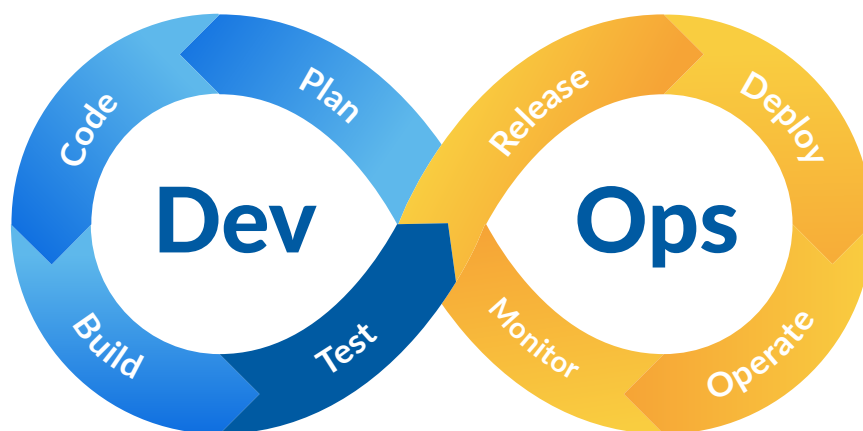 Plan
Code
Build
Test
Release
Deploy
Operate
Monitor
Dev
Ops